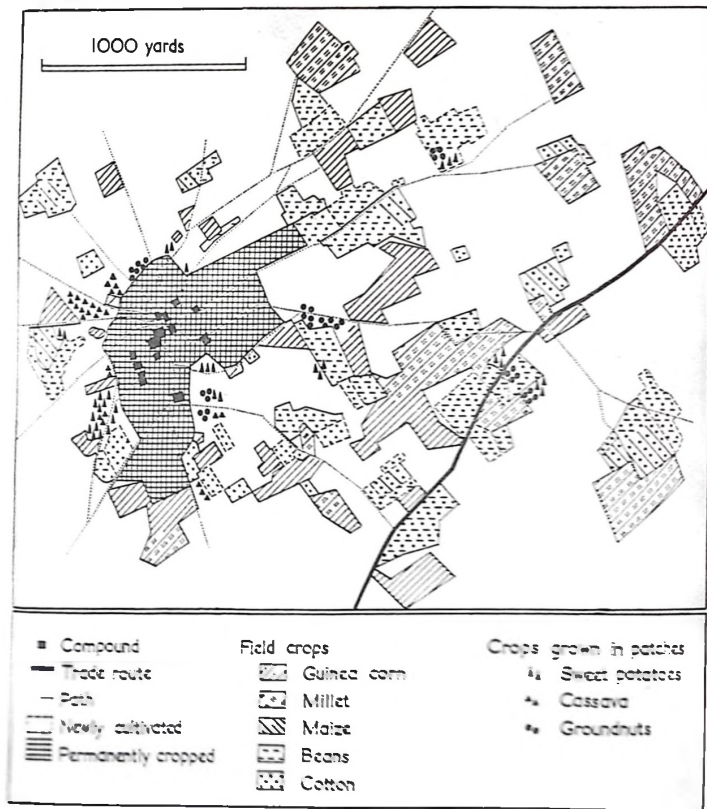 1000 yards
Compound
Trade route
Path
Newly cultivated
Permanently cropped
Field crops
Guinea corn
Millet
Maize
Beans
Cotton
Crops grown in patches
Sweet potatoes
Cassava
Groundnuts